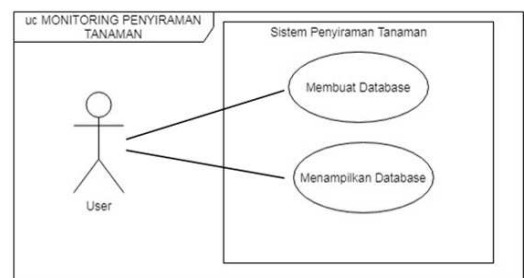 uc MONITORING PENYIRAMAN
TANAMAN
Sistem Penyiraman Tanaman
Membuat Database
Menampilkan Database
User